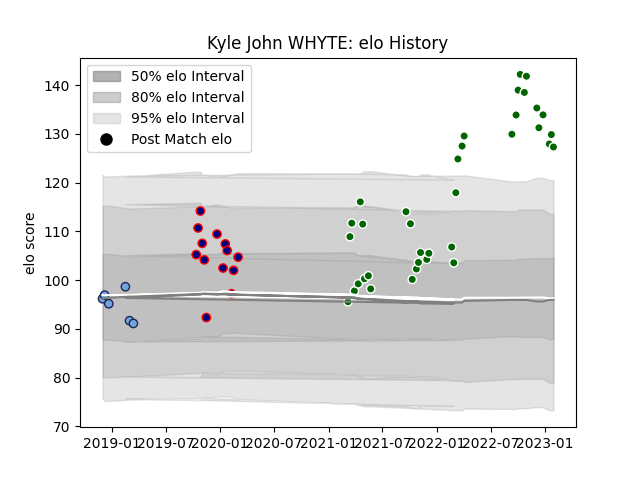 Kyle John WHYTE: elo History
50% elo Interval
80% elo Interval
95% elo Interval
Post Match elo
elo score
140
130
120
110
100
90
80
70
2019-01 2019-07 2020-01 2020-07 2021-01 2021-07 2022-01 2022-07 2023-01